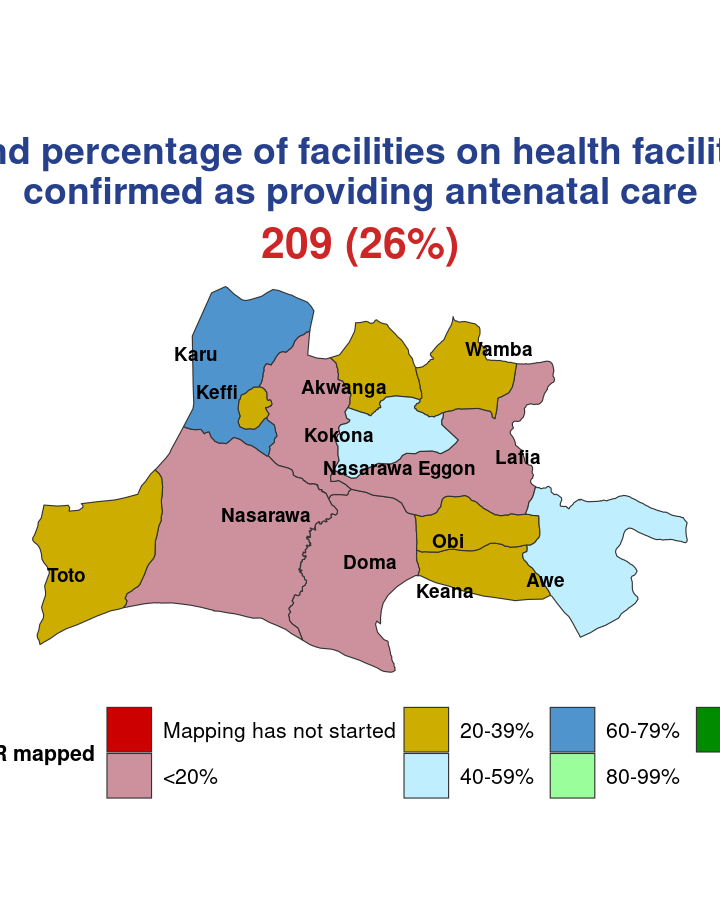 percentage of facilities on health
confirmed as providing antenatal care
209 (26%)
Wamba
Karu
Akwanga
Keffi
Kokona
Lafia
Nasarawa Eggon
Nasarawa
Obi
Doma
Toto
Awe
Keana
Mapping has not started
20-39%
60-79%
R mapped
<20%
40-59%
80-99%